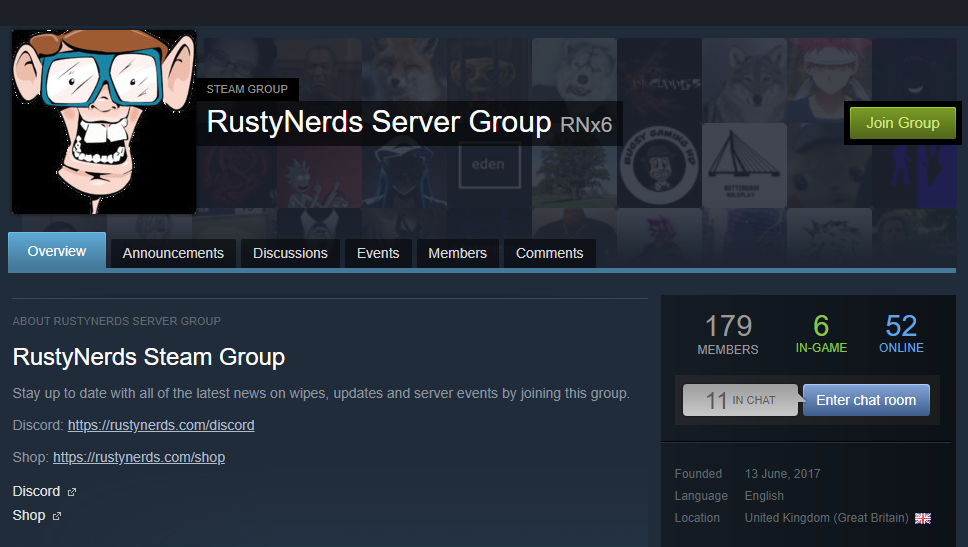 STEAM GROUP
RustyNerds Server Group RNx6
Join Group
eden
Overview
Announcements
Discussions
Events
Members
Comments
ABOUT RUSTYNERDS SERVER GROUP
RustyNerds Steam Group
Stay up to date with all of the latest news on wipes, updates and server events by joining this group.
Discord: https://rustynerds.com/discord
Shop: https://rustynerds.com/shop
Discord
Shop
179
MEMBERS
6
IN-GAME
52
ONLINE
11 IN CHAT
Enter chat room
Founded 13 June, 2017
Language English
Location United Kingdom (Great Britain)